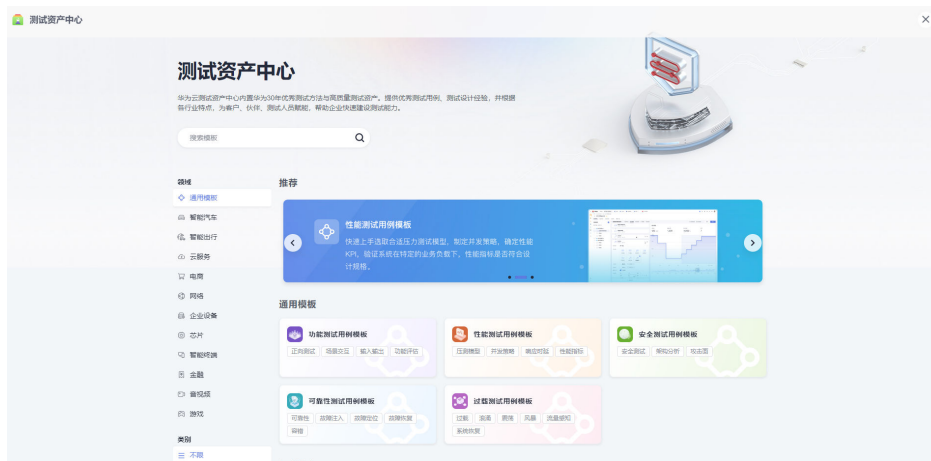 测试资产中心
测试资产中心
华为云测试资产中心内置华为30年优秀测试方法与高质量测试资产。提供优秀测试用例、测试设计经验，并根据
各行业特点，为客户、伙伴、测试人员赋能，帮助企业快速建设测试能力。
搜索模板
领域
通用模板
智能汽车
智能出行
云服务
电商
网络
企业设备
芯片
智能终端
金融
音视频
游戏
类别
不限
推荐
性能测试用例模板
快速上手选取合适压力测试模型，制定并发策略，确定性能
KPI，验证系统在特定的业务负载下，性能指标是否符合设
计规格。
通用模板
功能测试用例模板
正向测试 场景交互 输入输出 功能评估
性能测试用例模板
压测模型 并发策略 响应时延 性能指标
安全测试用例模板
安全测试 架构分析 攻击面
可靠性测试用例模板
可靠性 故障注入 故障定位 故障恢复
容错
过载测试用例模板
过载 浪涌 爬坡 风暴 流量感知
系统恢复